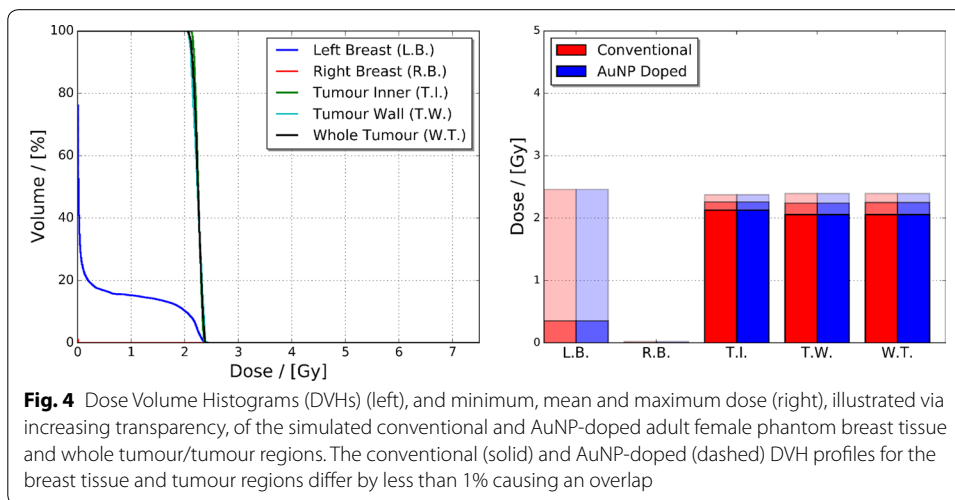 100
80
60
40
20
0
Volume / [%]
0 1 2 3 4 5 6 7
Dose / [Gy]
Left Breast (L.B.)
Right Breast (R.B.)
Tumour Inner (T.I.)
Tumour Wall (T.W.)
Whole Tumour (W.T.)
5
4
3
2
1
0
Dose / [Gy]
L.B. R.B. T.I. T.W. W.T.
Conventional
AuNP Doped
Fig. 4 Dose Volume Histograms (DVHs) (left), and minimum, mean and maximum dose (right), illustrated via
increasing transparency, of the simulated conventional and AuNP-doped adult female phantom breast tissue
and whole tumour/tumour regions. The conventional (solid) and AuNP-doped (dashed) DVH profiles for the
breast tissue and tumour regions differ by less than 1% causing an overlap